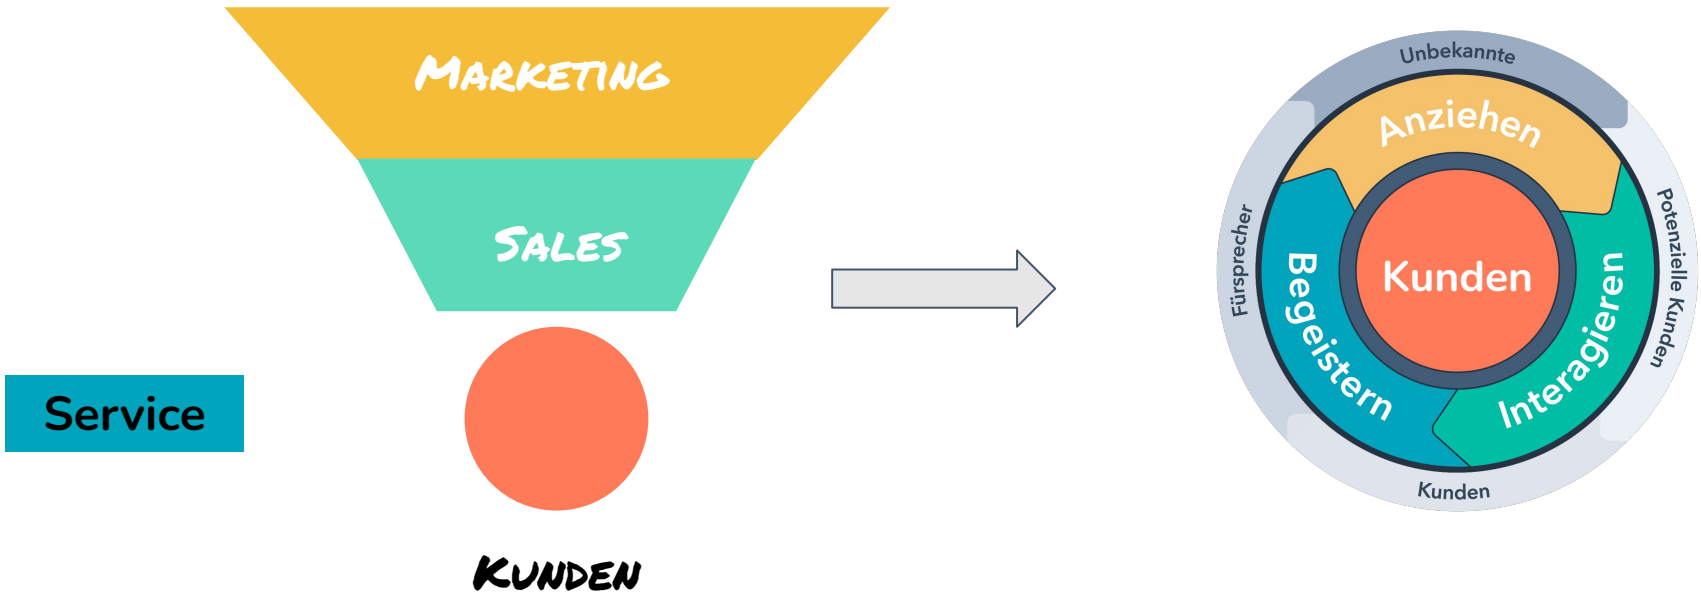 MARKETING
SALES
Service
KUNDEN
Unbekannte
Anziehen
Fürsprecher
Potenzielle Kunden
Begeistern
Kunden
Interagieren
Kunden